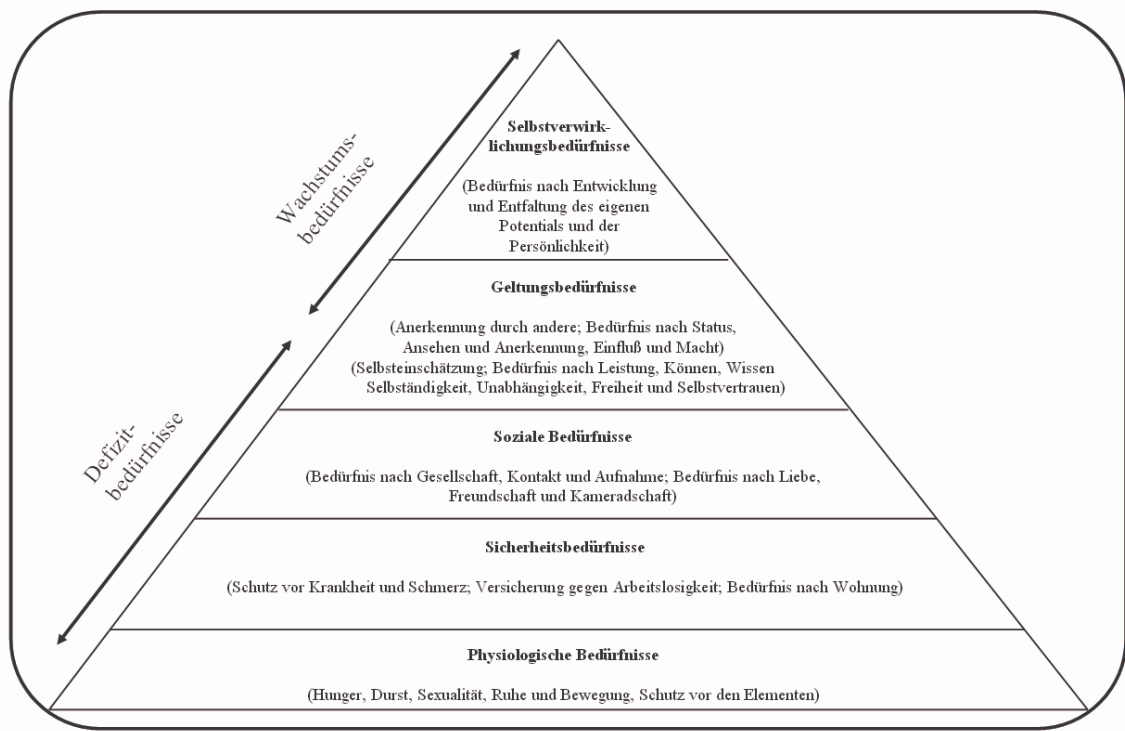 Wachstums-
bedürfnisse
Defizit-
bedürfnisse
Selbstverwirk-
lichungsbedürfnisse
(Bedürfnis nach Entwicklung
und Entfaltung des eigenen
Potentials und der
Persönlichkeit)
Geltungsbedürfnisse
(Anerkennung durch andere; Bedürfnis nach Status,
Ansehen und Anerkennung, Einfluß und Macht)
(Selbsteinschätzung; Bedürfnis nach Leistung, Können, Wissen
Selbständigkeit, Unabhängigkeit, Freiheit und Selbstvertrauen)
Soziale Bedürfnisse
(Bedürfnis nach Gesellschaft, Kontakt und Aufnahme; Bedürfnis nach Liebe,
Freundschaft und Kameradschaft)
Sicherheitsbedürfnisse
(Schutz vor Krankheit und Schmerz; Versicherung gegen Arbeitslosigkeit; Bedürfnis nach Wohnung)
Physiologische Bedürfnisse
(Hunger, Durst, Sexualität, Ruhe und Bewegung, Schutz vor den Elementen)